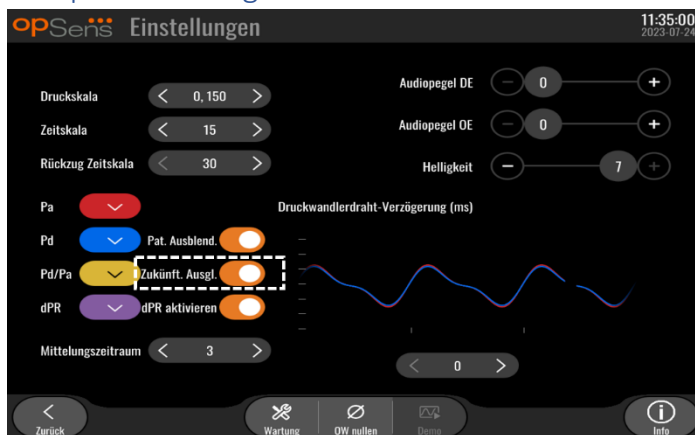 opSens Einstellungen
11:35:00
2023-07-24
Druckskala 0, 150
Zeitskala 15
Rückzug Zeitskala 30
Audiopegel DE 0
Audiopegel OE 0
Helligkeit 7
Pa
Pd Pat. Ausblend.
Pd/Pa Zukünft. Ausgl.
dPR dPR aktivieren
Mittelungszeitraum 3
Druckwandlerdraht-Verzögerung (ms)
0
Zurück
Wartung
OW nullen
Demo
Info